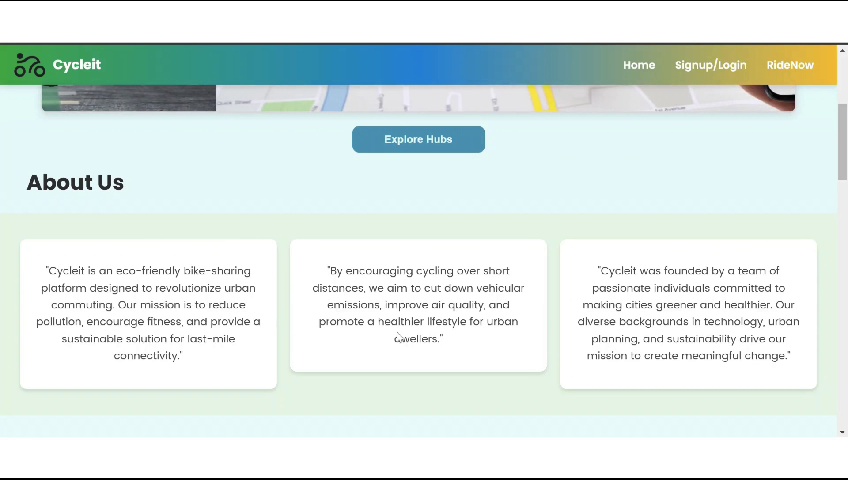 Cycleit
Home Signup/Login RideNow
Quick Street
Explore Hubs
About Us
"Cycleit is an eco-friendly bike-sharing
platform designed to revolutionize urban
commuting. Our mission is to reduce
pollution, encourage fitness, and provide a
sustainable solution for last-mile
connectivity."
"By encouraging cycling over short
distances, we aim to cut down vehicular
emissions, improve air quality, and
promote a healthier lifestyle for urban
dwellers."
"Cycleit was founded by a team of
passionate individuals committed to
making cities greener and healthier. Our
diverse backgrounds in technology, urban
planning, and sustainability drive our
mission to create meaningful change."